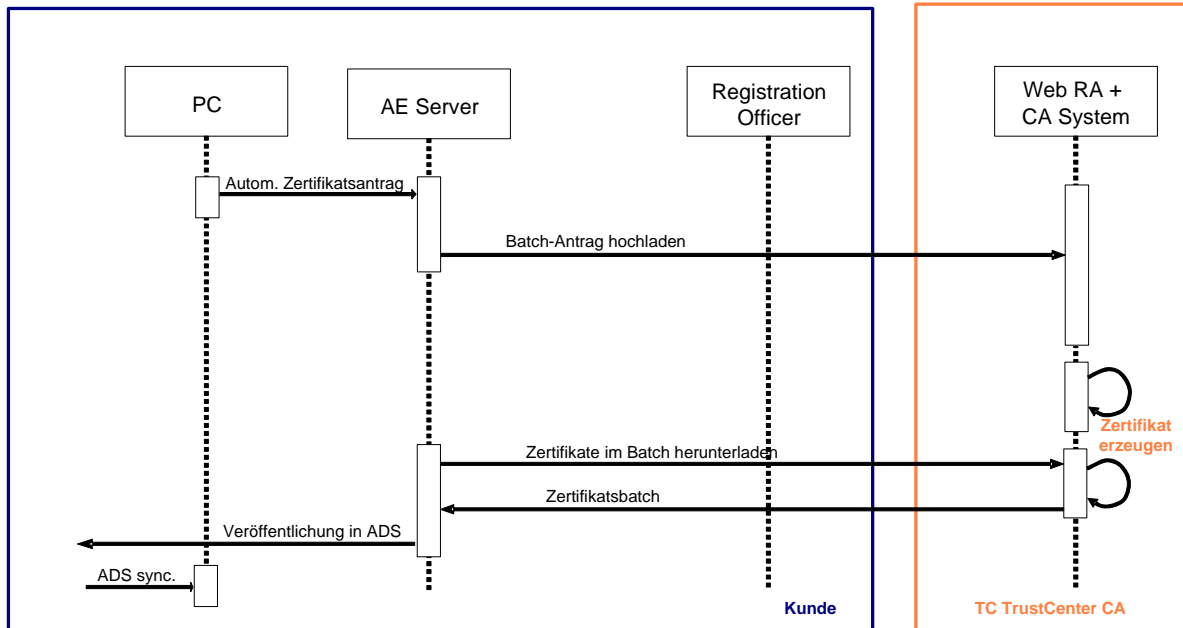 PC
AE Server
Registration
Officer
Web RA +
CA System
Autom. Zertifikatsantrag
Batch-Antrag hochladen
Zertifikat
erzeugen
Zertifikate im Batch herunterladen
Zertifikatsbatch
Veröffentlichung in ADS
ADS sync.
Kunde
TC TrustCenter CA